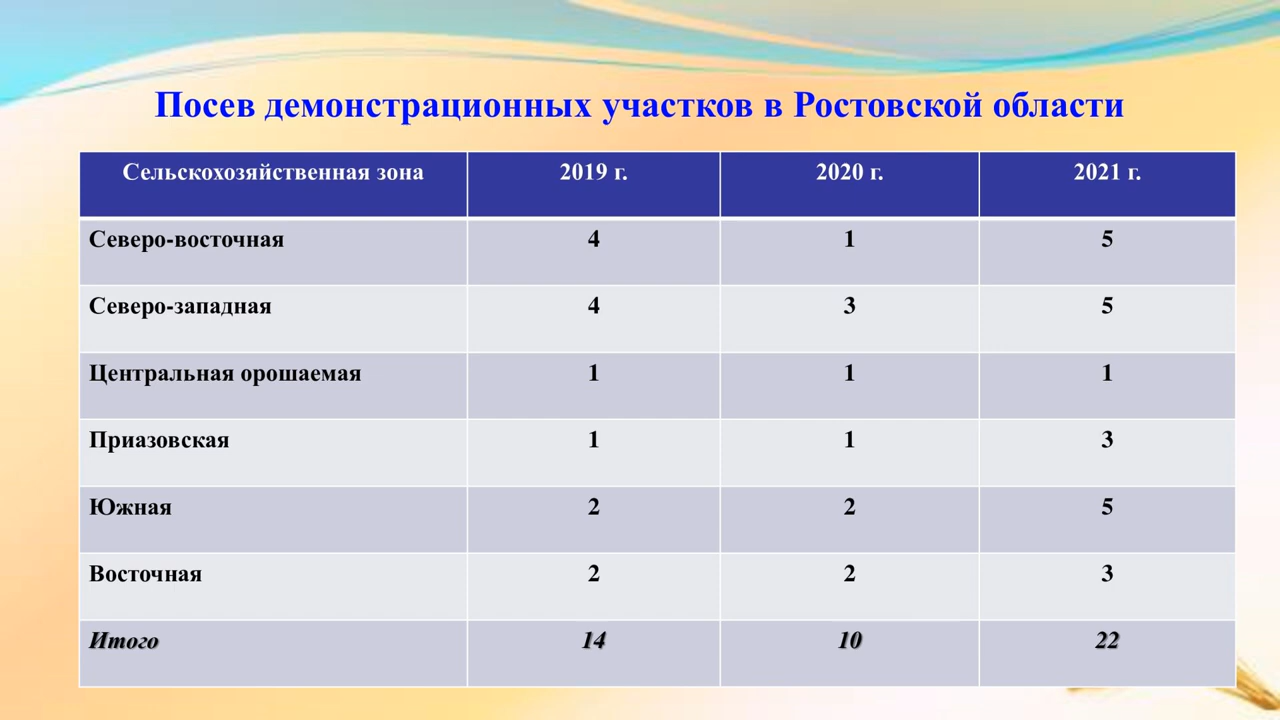 Посев демонстрационных участков в Ростовской области
Сельскохозяйственная зона 2019 г. 2020 г. 2021 г.
Северо-восточная 4 1 5
Северо-западная 4 3 5
Центральная орошаемая 1 1 1
Приазовская 1 1 3
Южная 2 2 5
Восточная 2 2 3
Итого 14 10 22